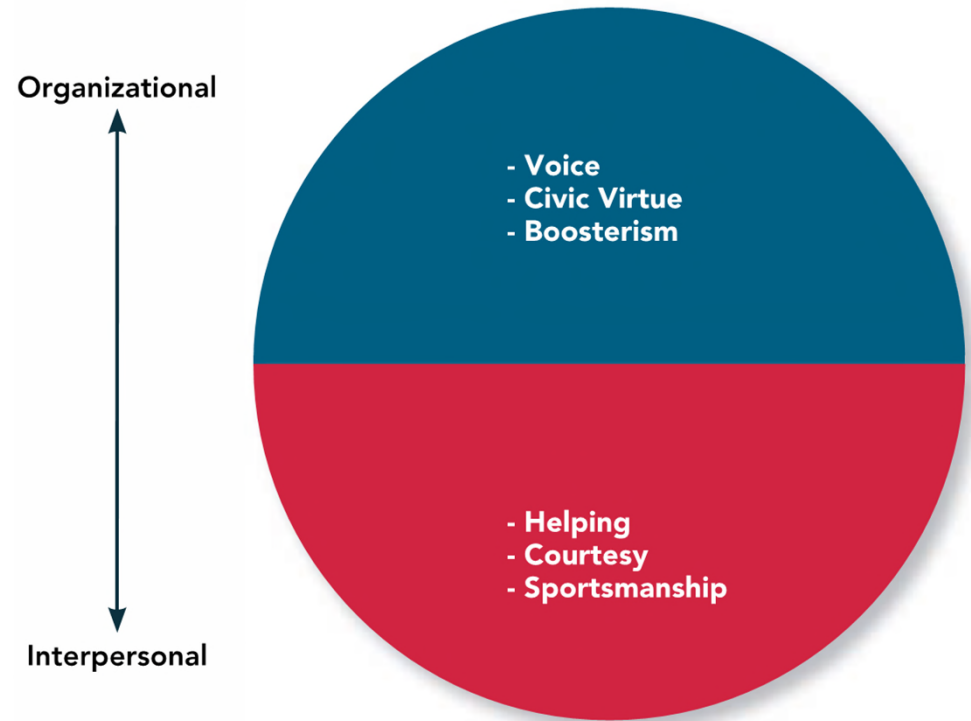 Organizational
- Voice
- Civic Virtue
- Boosterism
- Helping
- Courtesy
- Sportsmanship
Interpersonal